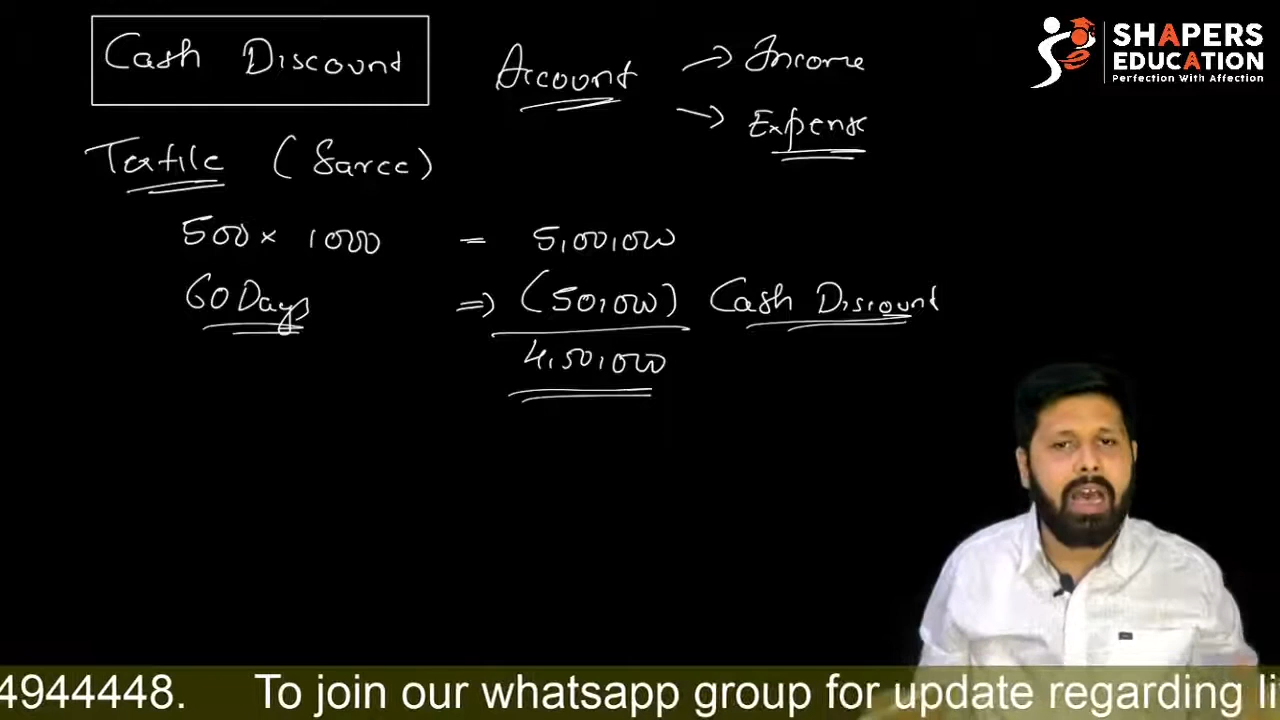 Cash Discount
Account → Income
→ Expense
Textile (Saree)
500 × 1000 = 5,00,000
60 Days ⇒ (50,000) Cash Discount
4,50,000
SHAPERS
EDUCATION
Perfection With Affection
4944448. To join our whatsapp group for update regarding li